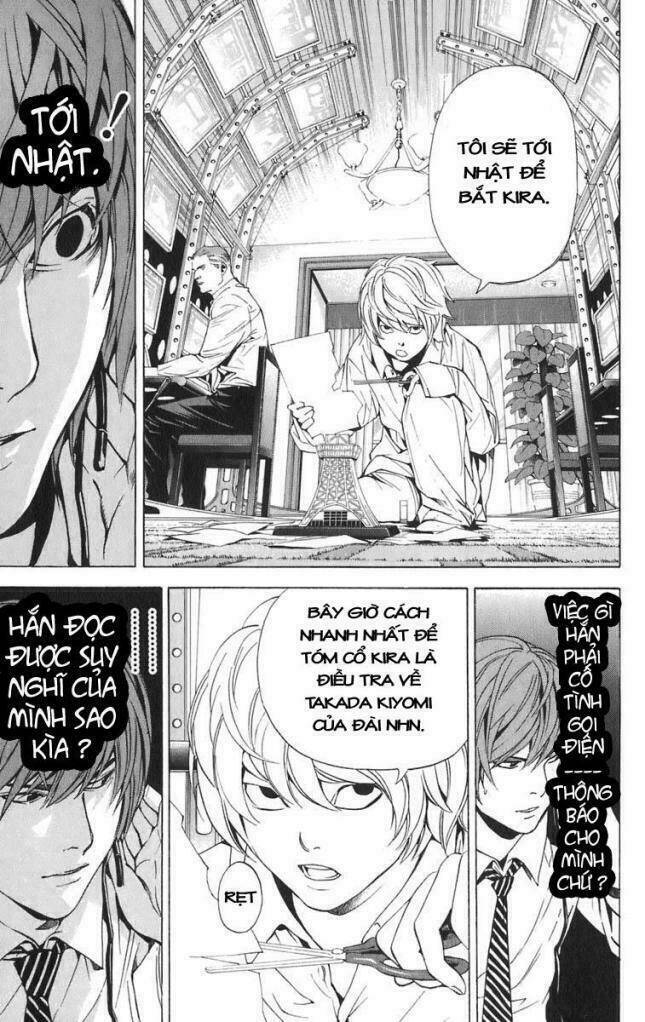 TÔI SẼ TỚI
NHẬT ĐỂ
BẮT KIRA.
TỚI
NHẬT.
VIỆC GÌ
HẮN
PHẢI
CỐ
TÌNH
GỌI
ĐIỆN
----
THÔNG
BÁO
CHO
MÌNH
CHỨ ?
BÂY GIỜ CÁCH
NHANH NHẤT ĐỂ
TÓM CỔ KIRA LÀ
ĐIỀU TRA VỀ
TAKADA KIYOMI
CỦA ĐÀI NHN.
RẸT
HẮN ĐỌC
ĐƯỢC SUY
NGHĨ CỦA
MÌNH SAO
KÌA ?